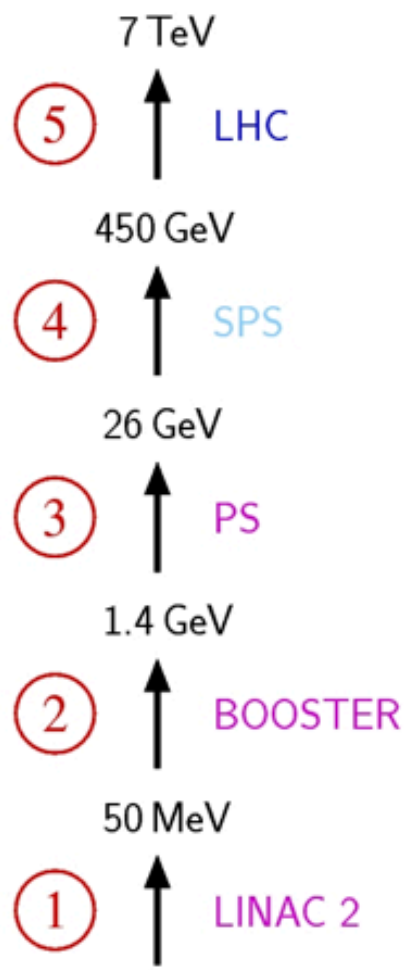 7 TeV
5 LHC
450 GeV
4 SPS
26 GeV
3 PS
1.4 GeV
2 BOOSTER
50 MeV
1 LINAC 2